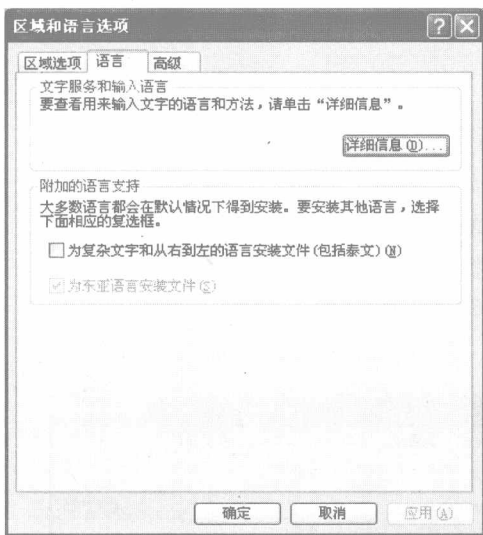 区域和语言选项
区域选项 语言 高级
文字服务和输入语言
要查看用来输入文字的语言和方法，请单击“详细信息”。
详细信息(D)...
附加的语言支持
大多数语言都会在默认情况下得到安装。要安装其他语言，选择
下面相应的复选框。
为复杂文字和从右到左的语言安装文件(包括泰文)(N)
为东亚语言安装文件(S)
确定 取消 应用(A)